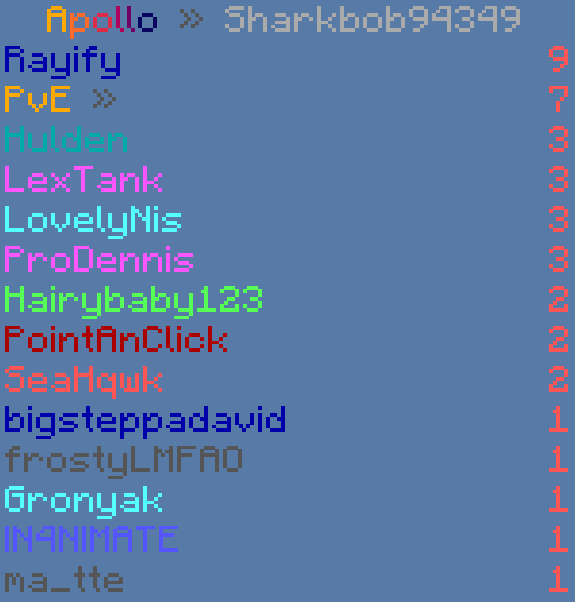 Apollo » Sharkbob94349
Rayify 9
PvE » 7
Hulden 3
LexTank 3
LovelyNis 3
ProDennis 3
Hairybaby123 2
PointAnClick 2
SeaHqwk 2
bigsteppadavid 1
frostyLMFAO 1
Gronyak 1
IN4NIMATE 1
ma_tte 1